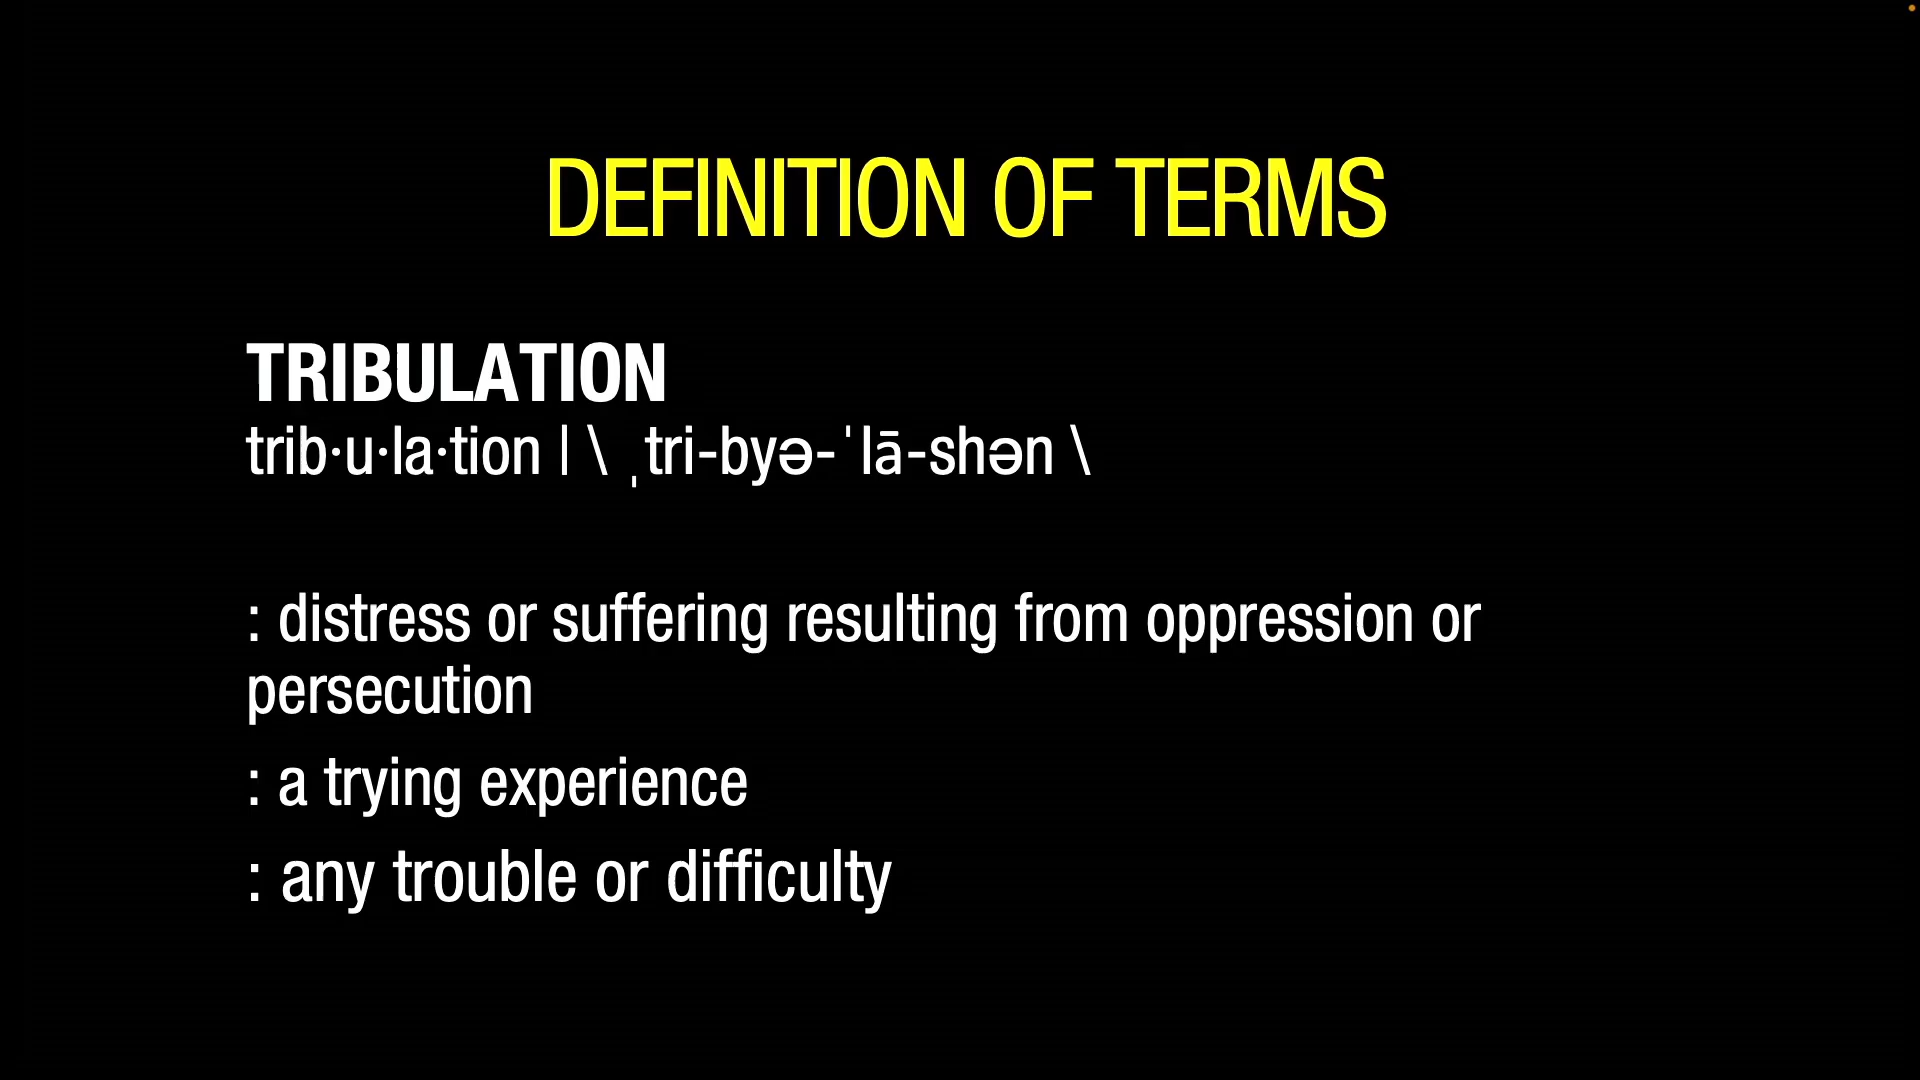 DEFINITION OF TERMS
TRIBULATION
trib·u·la·tion | \ ˌtri-byə-ˈlā-shən \
: distress or suffering resulting from oppression or
persecution
: a trying experience
: any trouble or difficulty